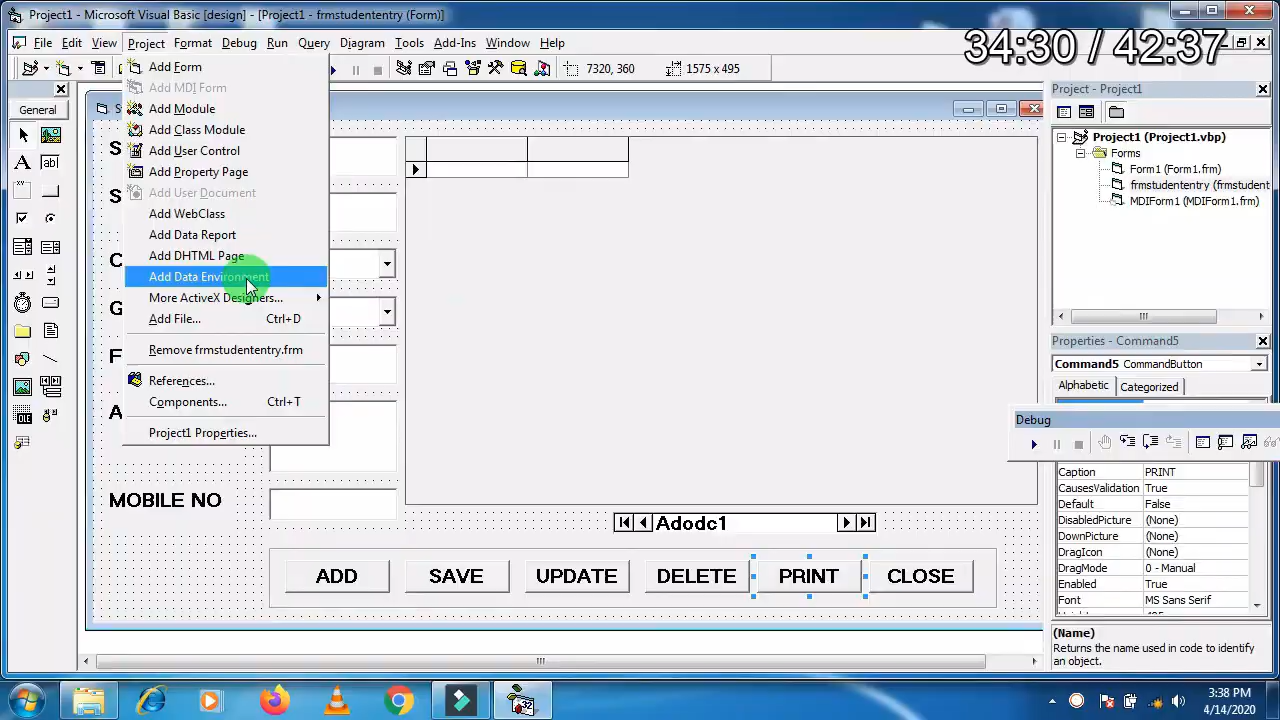 Project1 - Microsoft Visual Basic [design] - [Project1 - frmstudententry (Form)]
File Edit View Project Format Debug Run Query Diagram Tools Add-Ins Window Help
34:30 / 42:37
7320, 360
1575 x 495
General
Add Form
Add MDI Form
Add Module
Add Class Module
Add User Control
Add Property Page
Add User Document
Add WebClass
Add Data Report
Add DHTML Page
Add Data Environment
More ActiveX Designers...
Add File... Ctrl+D
Remove frmstudententry.frm
References...
Components... Ctrl+T
Project1 Properties...
S
S
C
G
F
A
MOBILE NO
Adodc1
ADD
SAVE
UPDATE
DELETE
PRINT
CLOSE
Project - Project1
Project1 (Project1.vbp)
Forms
Form1 (Form1.frm)
frmstudententry (frmstudent
MDIForm1 (MDIForm1.frm)
Properties - Command5
Command5 CommandButton
Alphabetic Categorized
Debug
Caption PRINT
CausesValidation True
Default False
DisabledPicture (None)
DownPicture (None)
DragIcon (None)
DragMode 0 - Manual
Enabled True
Font MS Sans Serif
(Name)
Returns the name used in code to identify
an object.
3:38 PM
4/14/2020